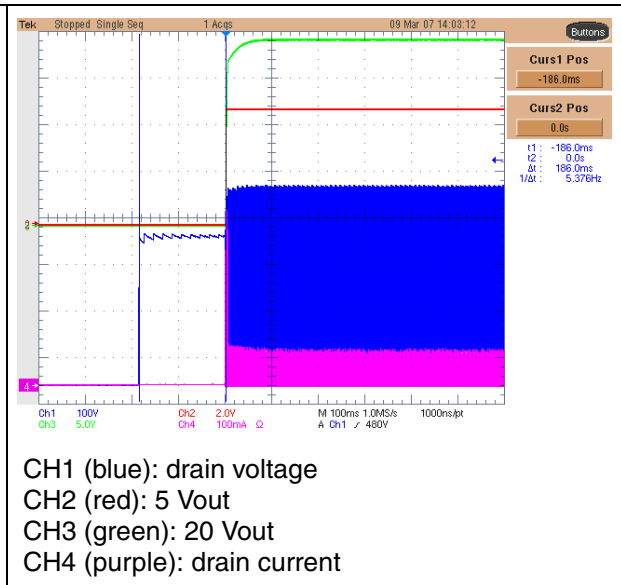 Tek Stopped Single Seq 1 Acqs 09 Mar 07 14:03:12
Buttons
Curs1 Pos
-186.0ms
Curs2 Pos
0.0s
t1 : -186.0ms
t2 : 0.0s
Δt : 186.0ms
1/Δt : 5.376Hz
4
Ch1 100V Ch2 2.0V M 100ms 1.0MS/s 1000ns/pt
Ch3 5.0V Ch4 100mA Ω A Ch1 ∕ 480V
CH1 (blue): drain voltage
CH2 (red): 5 Vout
CH3 (green): 20 Vout
CH4 (purple): drain current